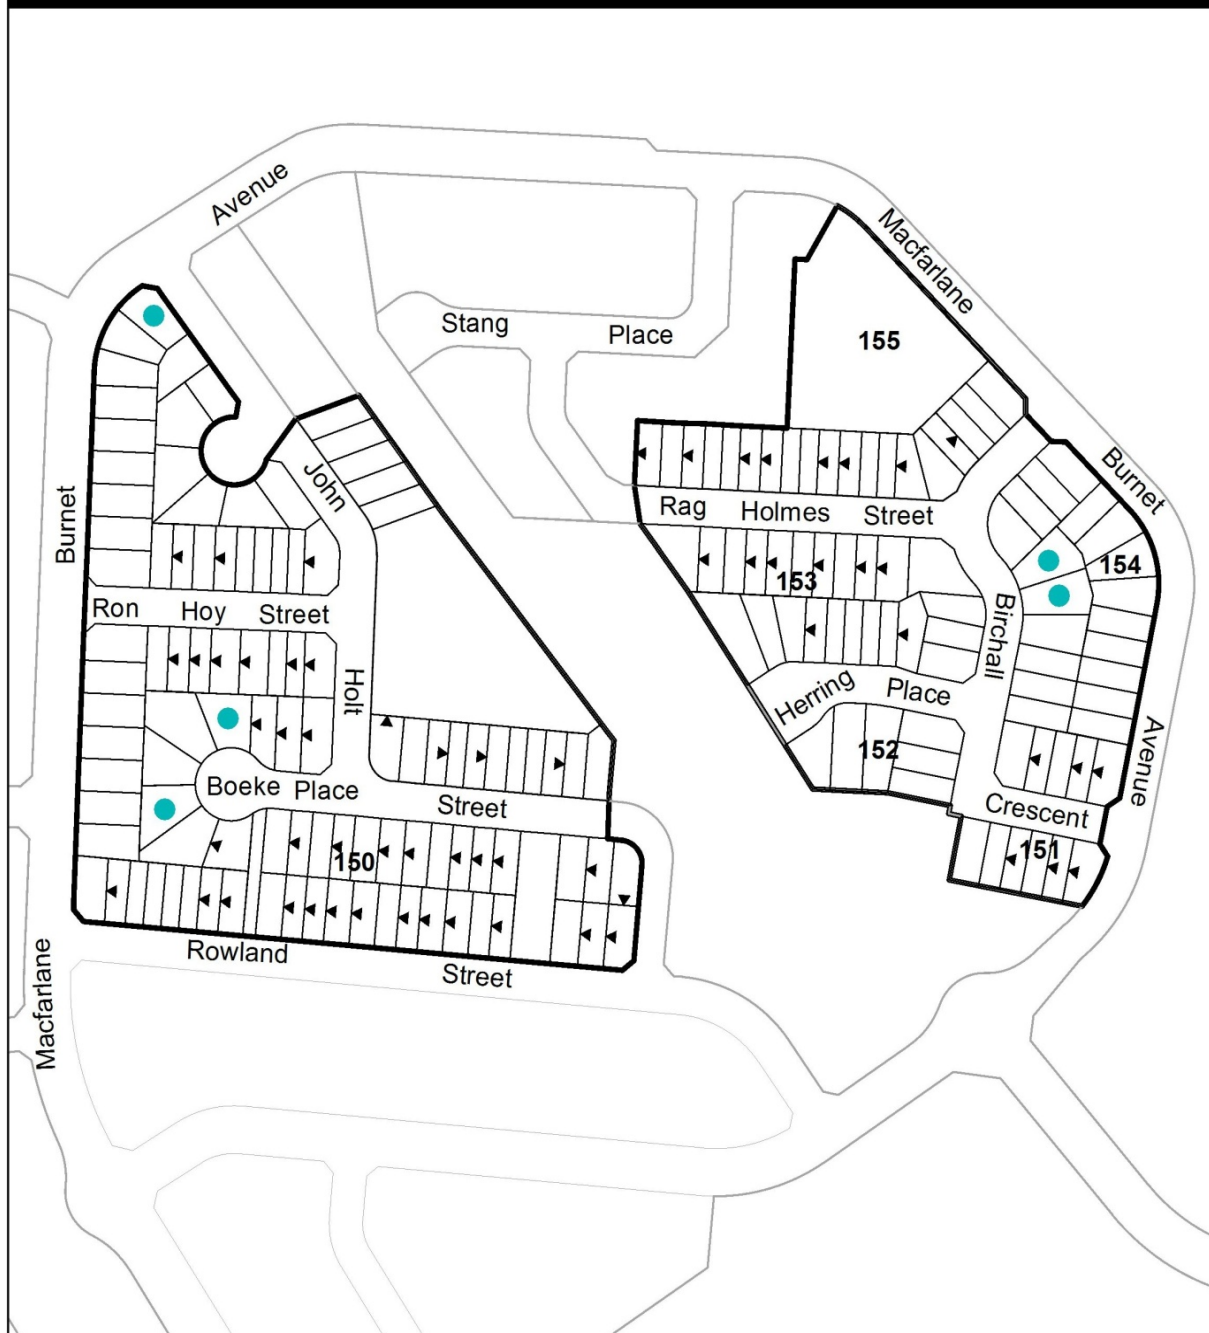 Avenue
Macfarlane
Stang Place
155
Burnet
John
Burnet
Rag Holmes Street
154
153
Ron Hoy Street
Birchall
Holt
Herring Place
152
Avenue
Boeke Place
Street
Crescent
151
150
Rowland
Street
Macfarlane